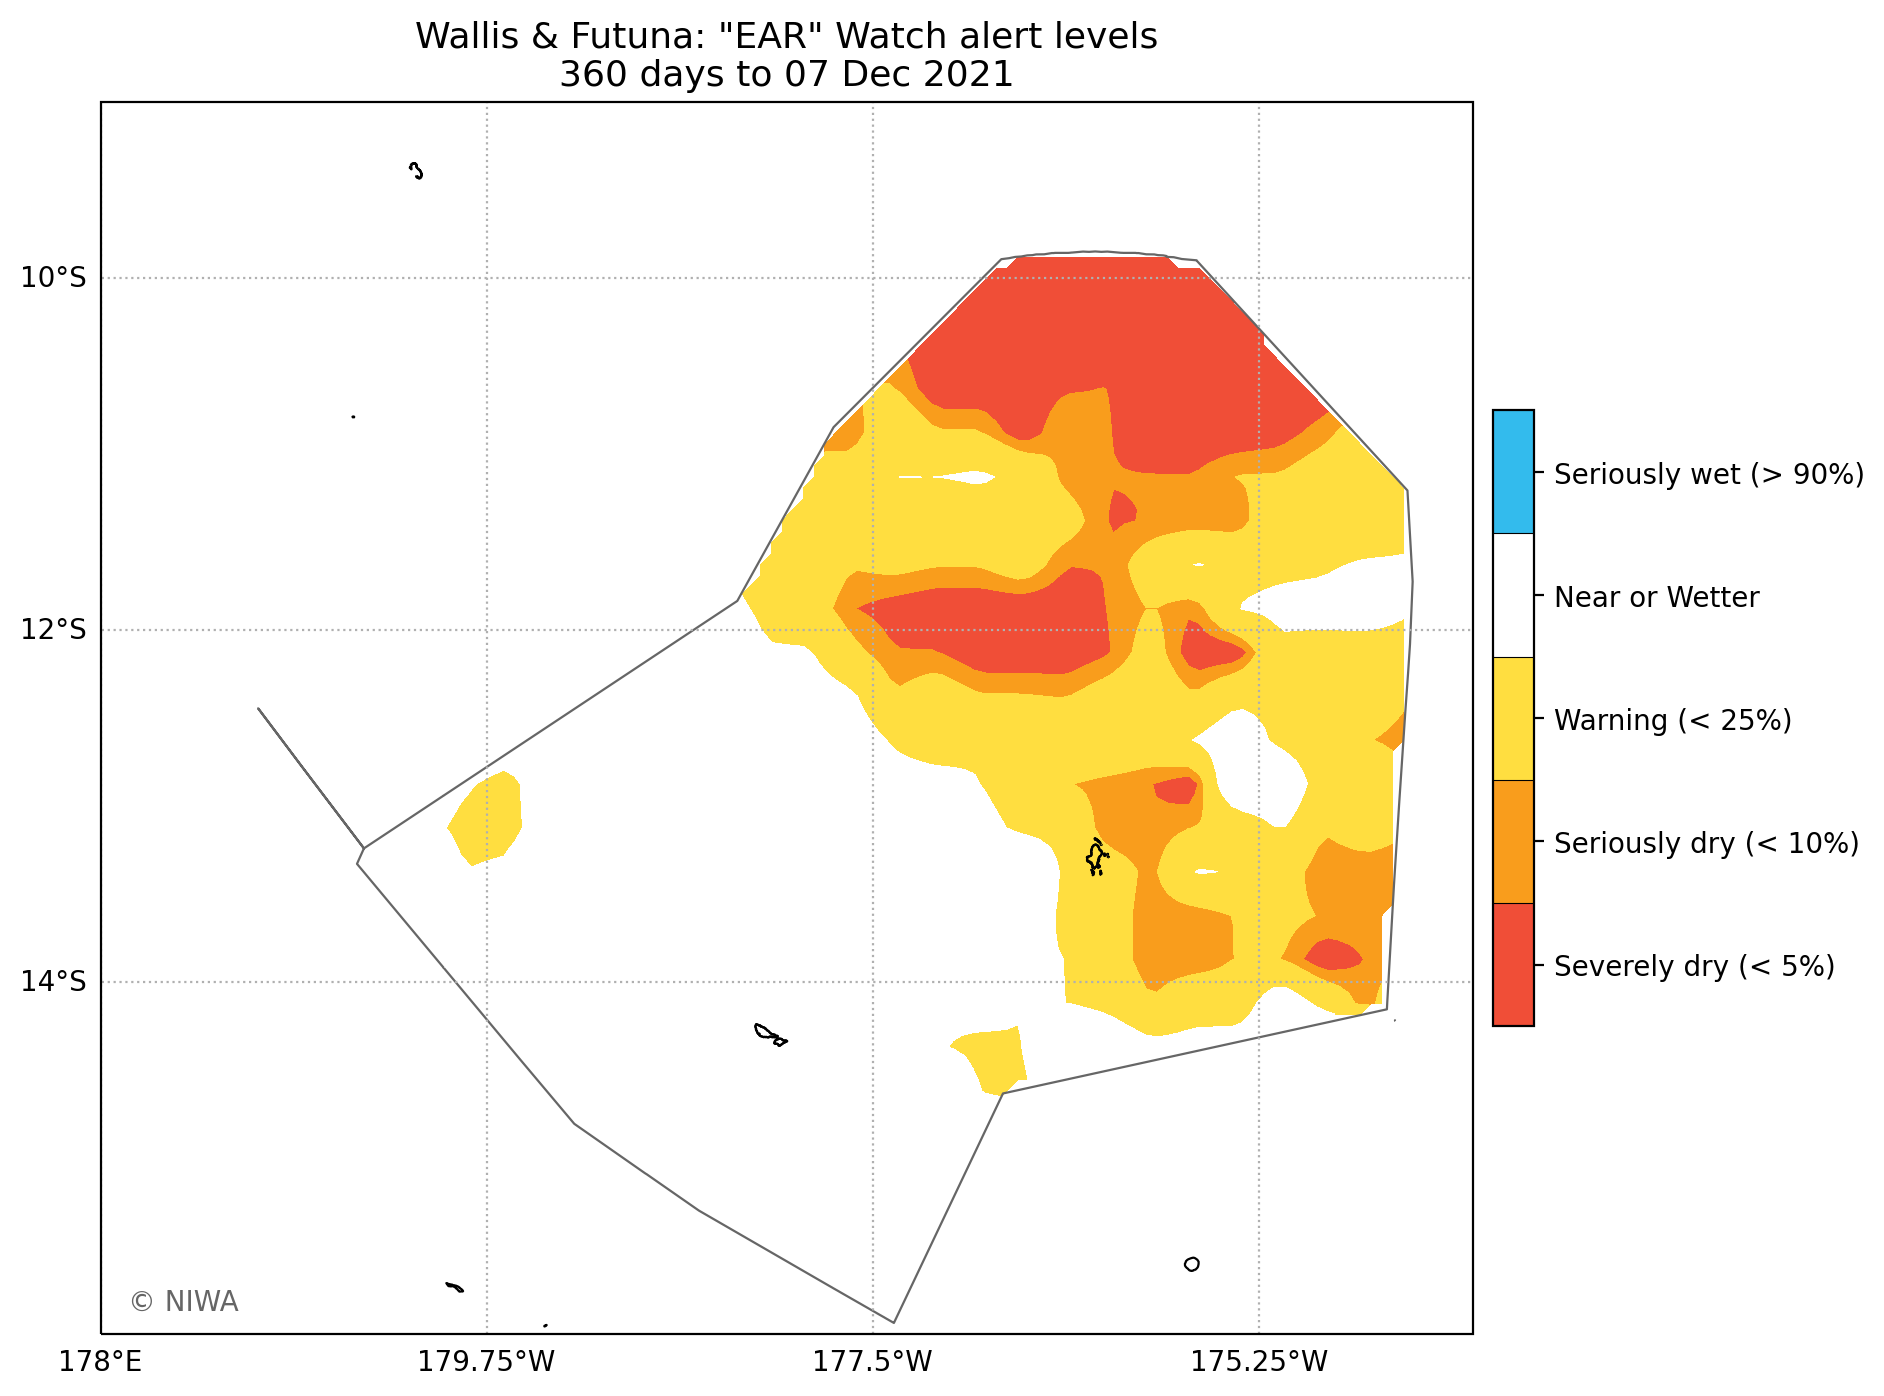 Wallis & Futuna: "EAR" Watch alert levels
360 days to 07 Dec 2021
10°S
12°S
14°S
178°E
179.75°W
177.5°W
175.25°W
© NIWA
Seriously wet (> 90%)
Near or Wetter
Warning (< 25%)
Seriously dry (< 10%)
Severely dry (< 5%)